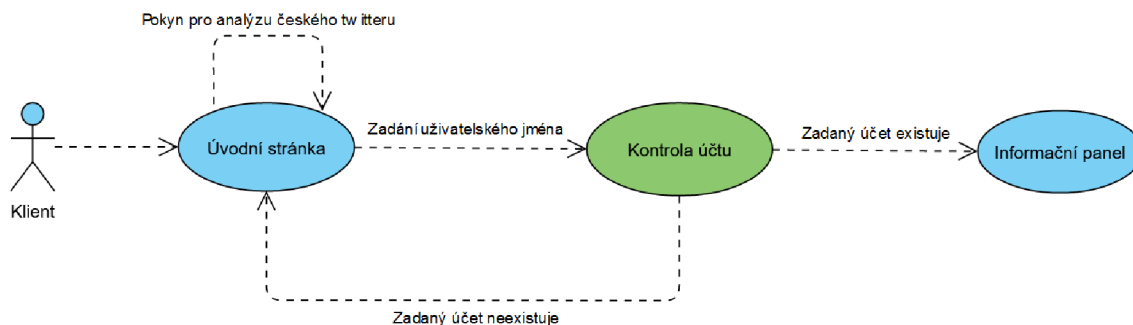 Pokyn pro analýzu českého tw itteru
Zadání uživatelského jména
Zadaný účet existuje
Úvodní stránka
Kontrola účtu
Informační panel
Klient
Zadaný účet neexistuje